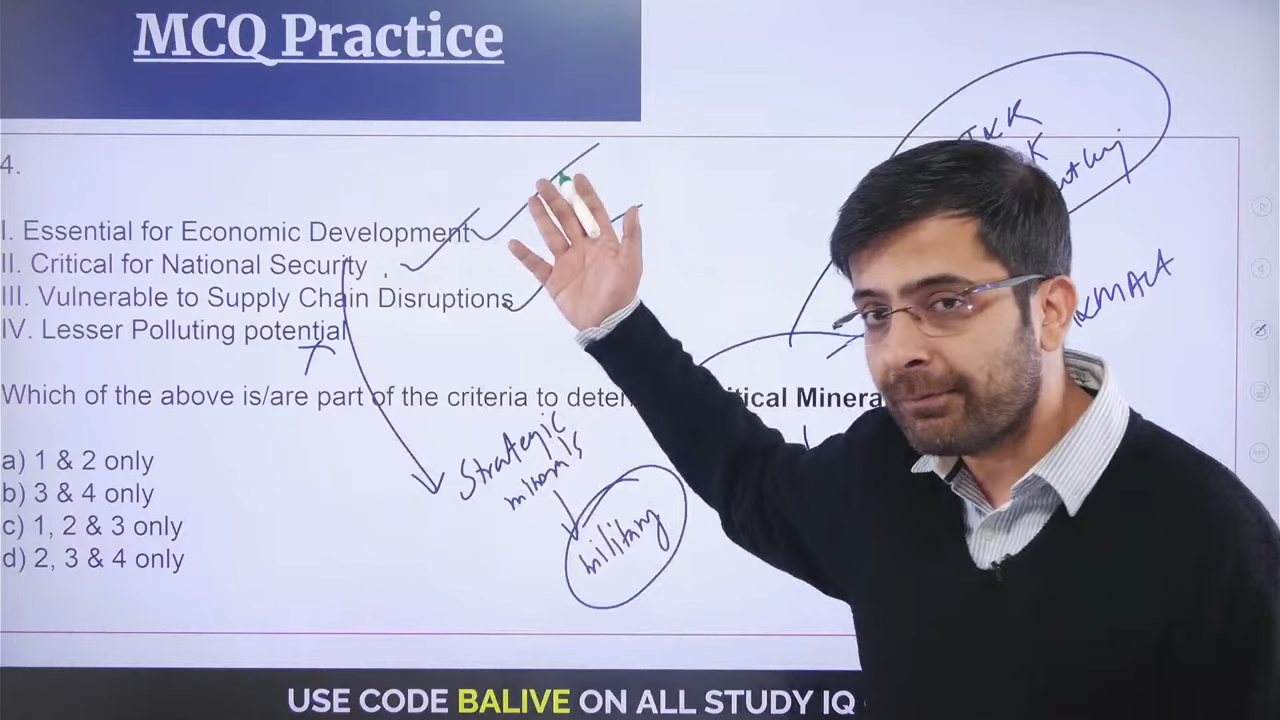 MCQ Practice
4.
I. Essential for Economic Development
II. Critical for National Security
III. Vulnerable to Supply Chain Disruptions
IV. Lesser Polluting potential
Which of the above is/are part of the criteria to deter tical Minera
a) 1 & 2 only
b) 3 & 4 only
c) 1, 2 & 3 only
d) 2, 3 & 4 only
Strategic
minerals
military
USE CODE BALIVE ON ALL STUDY IQ